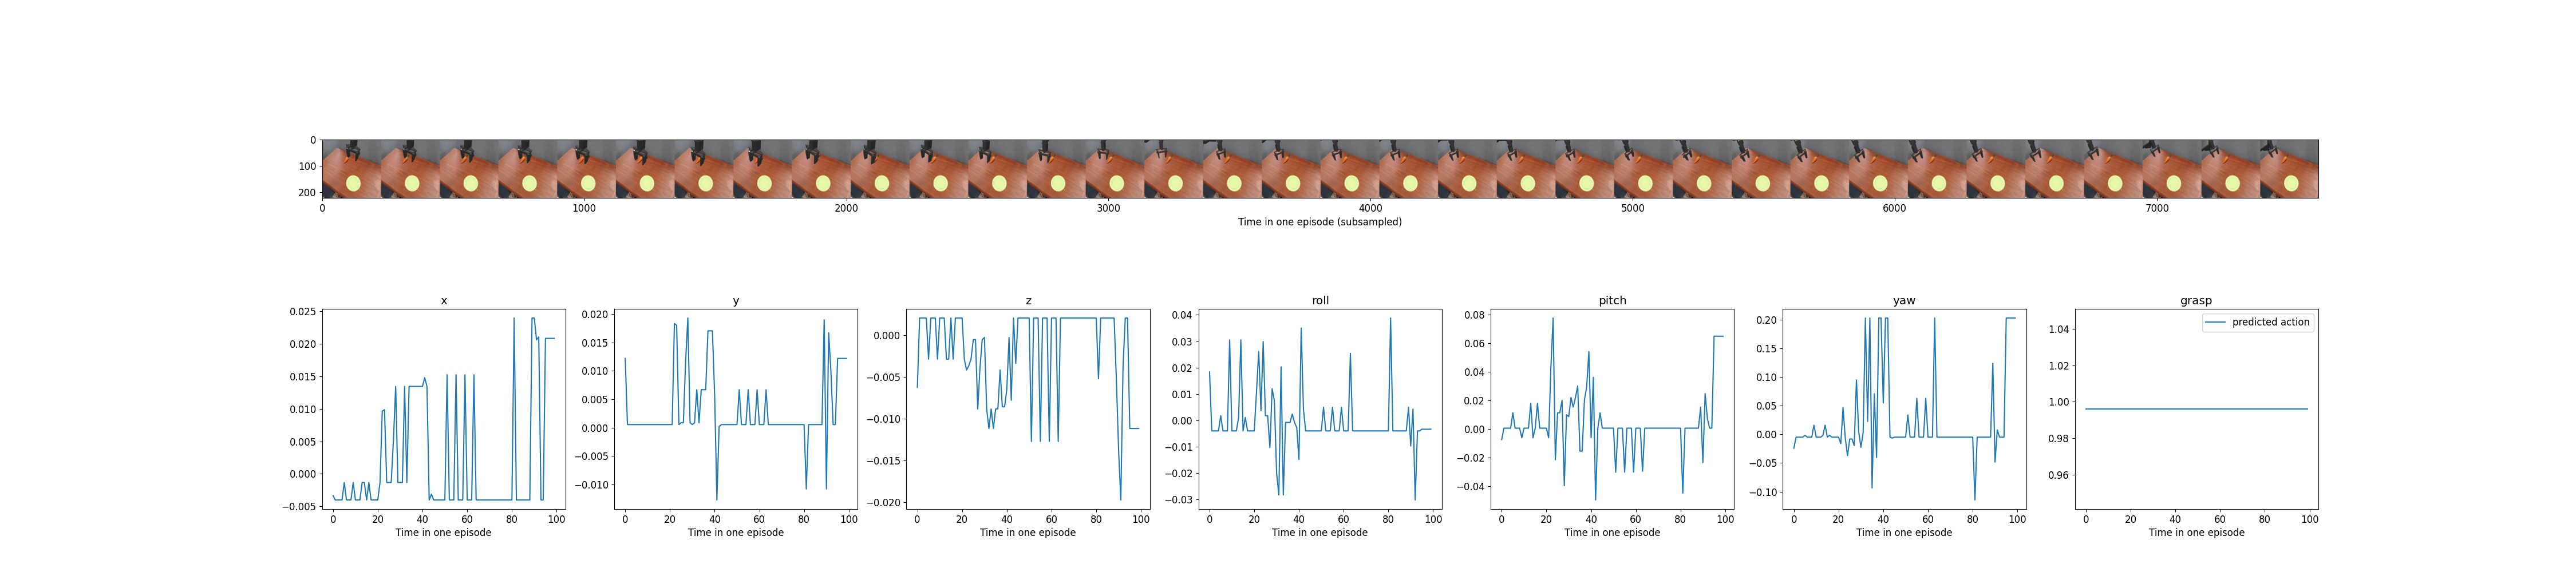 0
100
200
0 1000 2000 3000 4000 5000 6000 7000
Time in one episode (subsampled)
x
0.025
0.020
0.015
0.010
0.005
0.000
−0.005
0 20 40 60 80 100
Time in one episode
y
0.020
0.015
0.010
0.005
0.000
−0.005
−0.010
0 20 40 60 80 100
Time in one episode
z
0.000
−0.005
−0.010
−0.015
−0.020
0 20 40 60 80 100
Time in one episode
roll
0.04
0.03
0.02
0.01
0.00
−0.01
−0.02
−0.03
0 20 40 60 80 100
Time in one episode
pitch
0.08
0.06
0.04
0.02
0.00
−0.02
−0.04
0 20 40 60 80 100
Time in one episode
yaw
0.20
0.15
0.10
0.05
0.00
−0.05
−0.10
0 20 40 60 80 100
Time in one episode
grasp
predicted action
1.04
1.02
1.00
0.98
0.96
0 20 40 60 80 100
Time in one episode